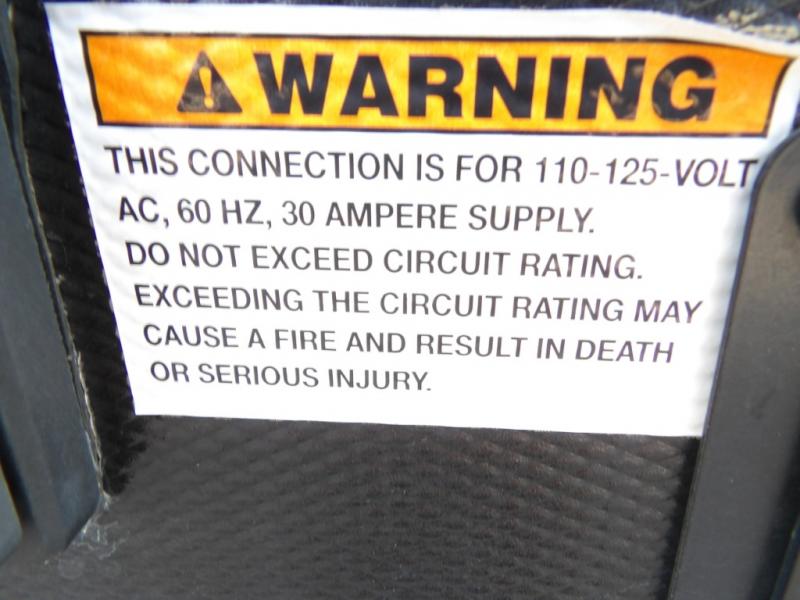 WARNING
THIS CONNECTION IS FOR 110-125-VOLT
AC, 60 HZ, 30 AMPERE SUPPLY.
DO NOT EXCEED CIRCUIT RATING.
EXCEEDING THE CIRCUIT RATING MAY
CAUSE A FIRE AND RESULT IN DEATH
OR SERIOUS INJURY.